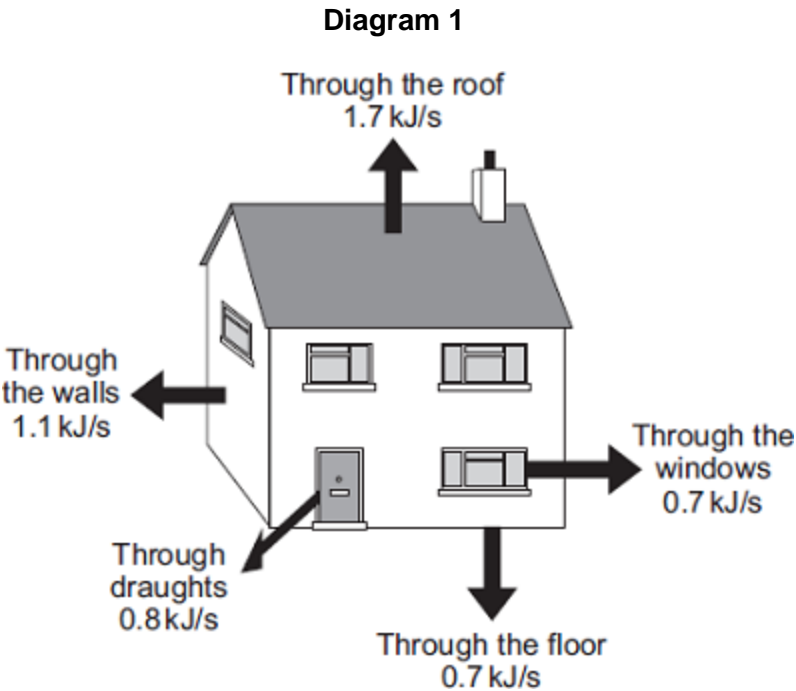 Diagram 1
Through the roof
1.7 kJ/s
Through
the walls
1.1 kJ/s
Through the
windows
0.7 kJ/s
Through
draughts
0.8 kJ/s
Through the floor
0.7 kJ/s